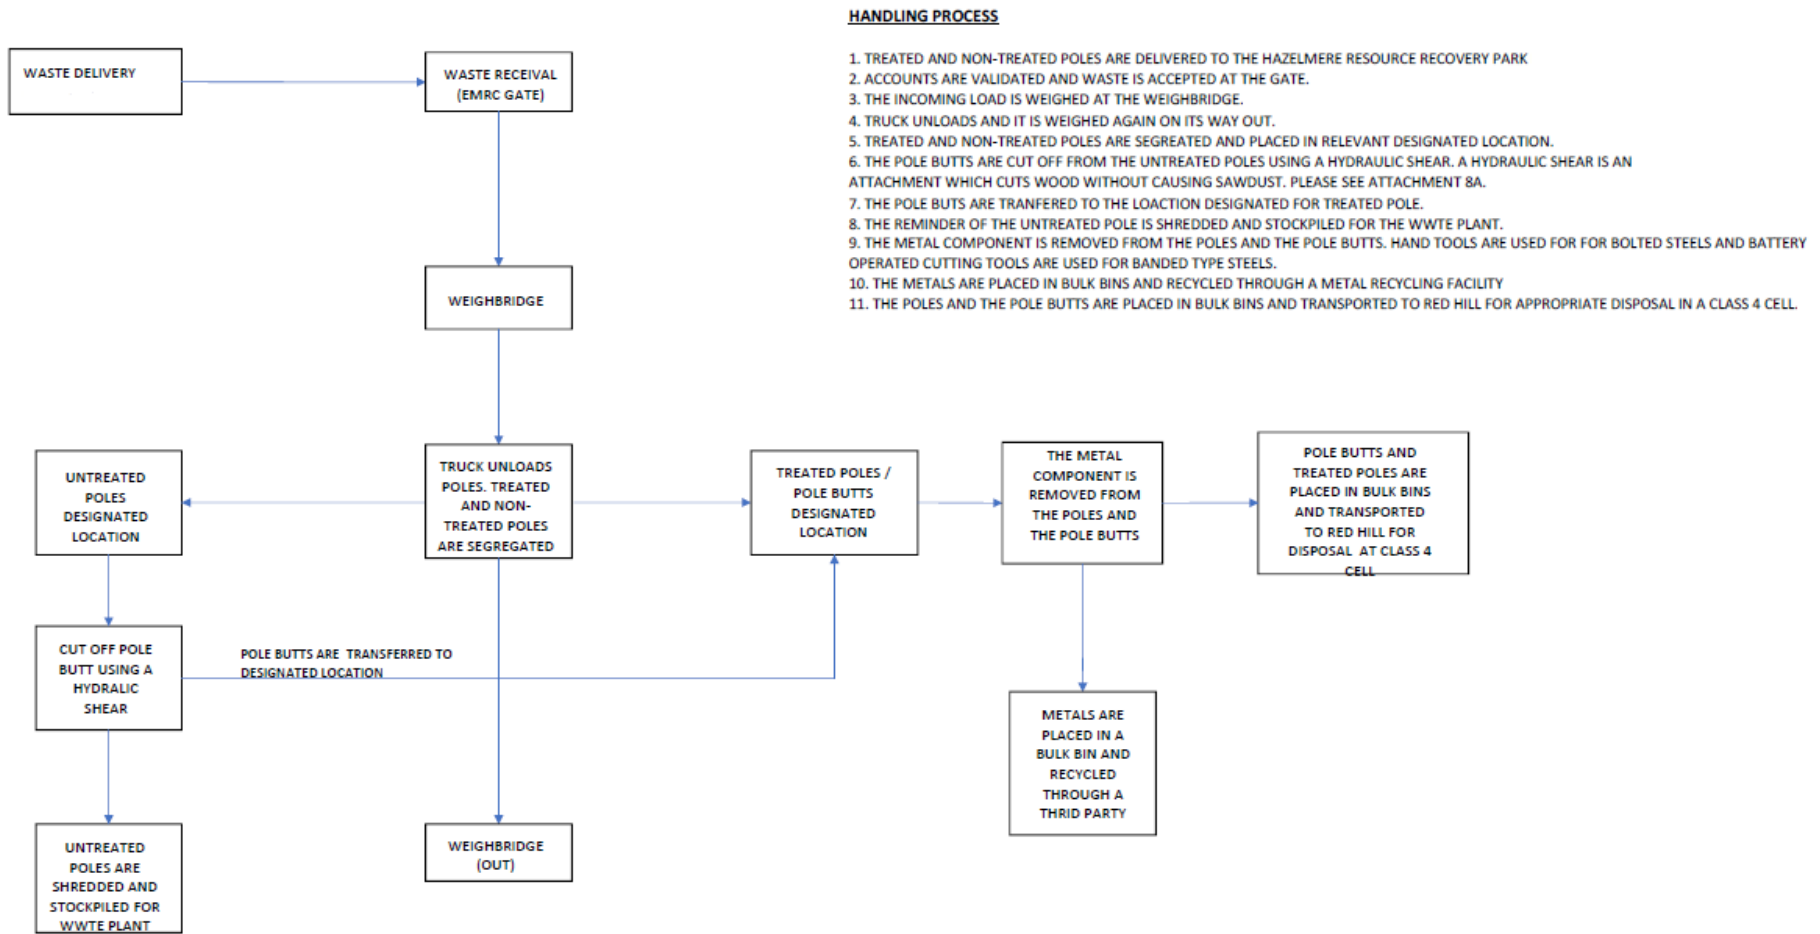 HANDLING PROCESS
1. TREATED AND NON-TREATED POLES ARE DELIVERED TO THE HAZELMERE RESOURCE RECOVERY PARK
2. ACCOUNTS ARE VALIDATED AND WASTE IS ACCEPTED AT THE GATE.
3. THE INCOMING LOAD IS WEIGHED AT THE WEIGHBRIDGE.
4. TRUCK UNLOADS AND IT IS WEIGHED AGAIN ON ITS WAY OUT.
5. TREATED AND NON-TREATED POLES ARE SEGREATED AND PLACED IN RELEVANT DESIGNATED LOCATION.
6. THE POLE BUTTS ARE CUT OFF FROM THE UNTREATED POLES USING A HYDRAULIC SHEAR. A HYDRAULIC SHEAR IS AN
ATTACHMENT WHICH CUTS WOOD WITHOUT CAUSING SAWDUST. PLEASE SEE ATTACHMENT 8A.
7. THE POLE BUTS ARE TRANFERED TO THE LOACTION DESIGNATED FOR TREATED POLE.
8. THE REMINDER OF THE UNTREATED POLE IS SHREDDED AND STOCKPILED FOR THE WWTE PLANT.
9. THE METAL COMPONENT IS REMOVED FROM THE POLES AND THE POLE BUTTS. HAND TOOLS ARE USED FOR FOR BOLTED STEELS AND BATTERY
OPERATED CUTTING TOOLS ARE USED FOR BANDED TYPE STEELS.
10. THE METALS ARE PLACED IN BULK BINS AND RECYCLED THROUGH A METAL RECYCLING FACILITY
11. THE POLES AND THE POLE BUTTS ARE PLACED IN BULK BINS AND TRANSPORTED TO RED HILL FOR APPROPRIATE DISPOSAL IN A CLASS 4 CELL.
WASTE DELIVERY
WASTE RECEIVAL
(EMRC GATE)
WEIGHBRIDGE
UNTREATED
POLES
DESIGNATED
LOCATION
TRUCK UNLOADS
POLES. TREATED
AND NON-
TREATED POLES
ARE SEGREGATED
TREATED POLES /
POLE BUTTS
DESIGNATED
LOCATION
THE METAL
COMPONENT IS
REMOVED FROM
THE POLES AND
THE POLE BUTTS
POLE BUTTS AND
TREATED POLES ARE
PLACED IN BULK BINS
AND TRANSPORTED
TO RED HILL FOR
DISPOSAL AT CLASS 4
CELL
CUT OFF POLE
BUTT USING A
HYDRALIC
SHEAR
POLE BUTTS ARE TRANSFERRED TO
DESIGNATED LOCATION
METALS ARE
PLACED IN A
BULK BIN AND
RECYCLED
THROUGH A
THRID PARTY
UNTREATED
POLES ARE
SHREDDED AND
STOCKPILED FOR
WWTE PLANT
WEIGHBRIDGE
(OUT)